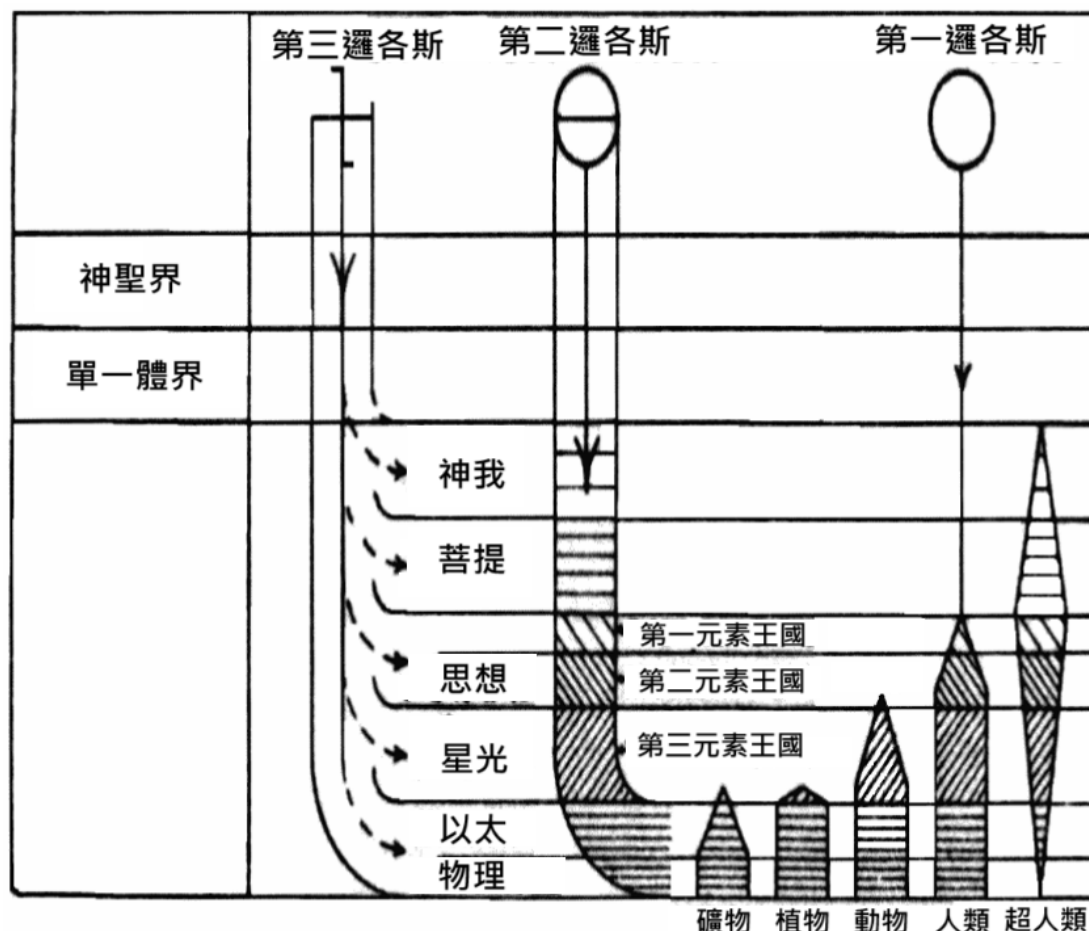 第三邏各斯
第二邏各斯
第一邏各斯
神聖界
單一體界
神我
菩提
第一元素王國
思想
第二元素王國
星光
第三元素王國
以太
物理
礦物
植物
動物
人類
超人類